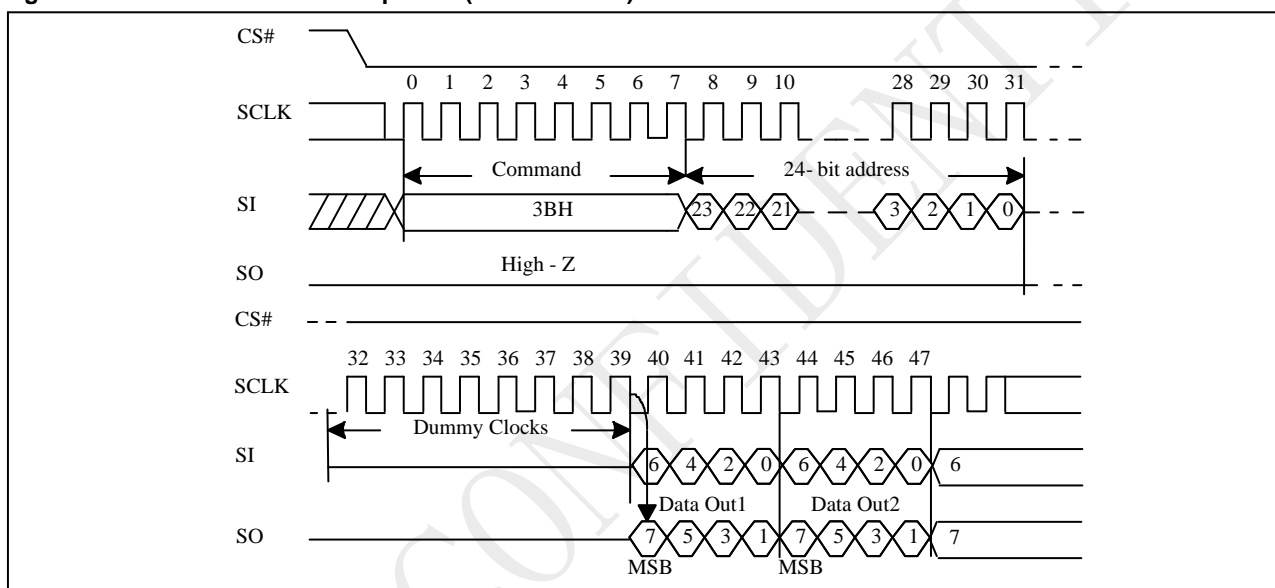 CS#
0 1 2 3 4 5 6 7 8 9 10 28 29 30 31
SCLK
Command 24- bit address
SI 3BH 23 22 21 3 2 1 0
SO High - Z
CS#
32 33 34 35 36 37 38 39 40 41 42 43 44 45 46 47
SCLK
Dummy Clocks
SI 6 4 2 0 6 4 2 0 6
Data Out1 Data Out2
SO 7 5 3 1 7 5 3 1 7
MSB MSB